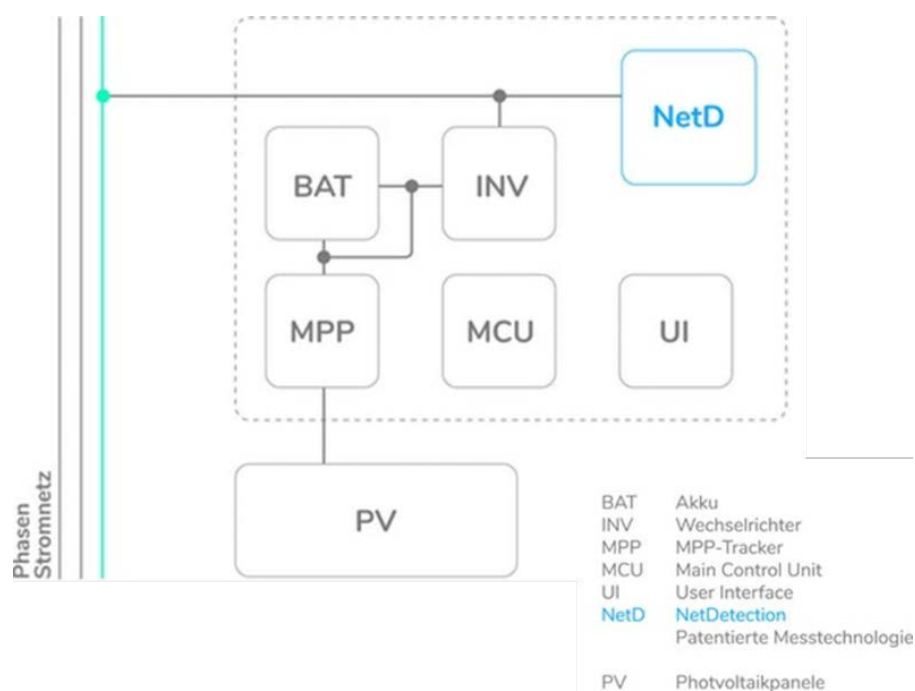 NetD
BAT
INV
MPP
MCU
UI
PV
Phasen
Stromnetz
BAT Akku
INV Wechselrichter
MPP MPP-Tracker
MCU Main Control Unit
UI User Interface
NetD NetDetection
Patentierte Messtechnologie
PV Photvoltaikpanele